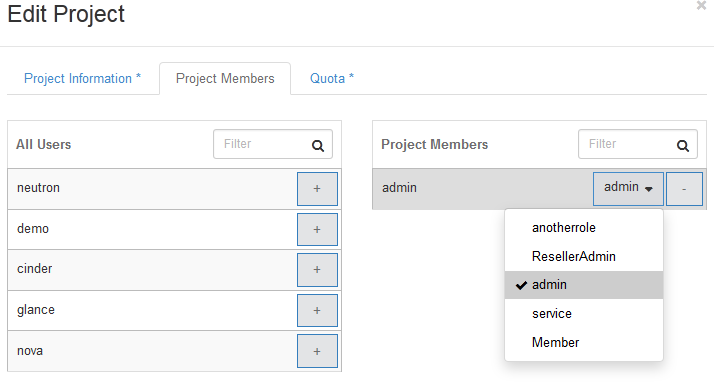 Edit Project
×
Project Information *
Project Members
Quota *
All Users
Filter
neutron
+
demo
+
cinder
+
glance
+
nova
+
Project Members
Filter
admin
admin
-
anotherrole
ResellerAdmin
admin
service
Member